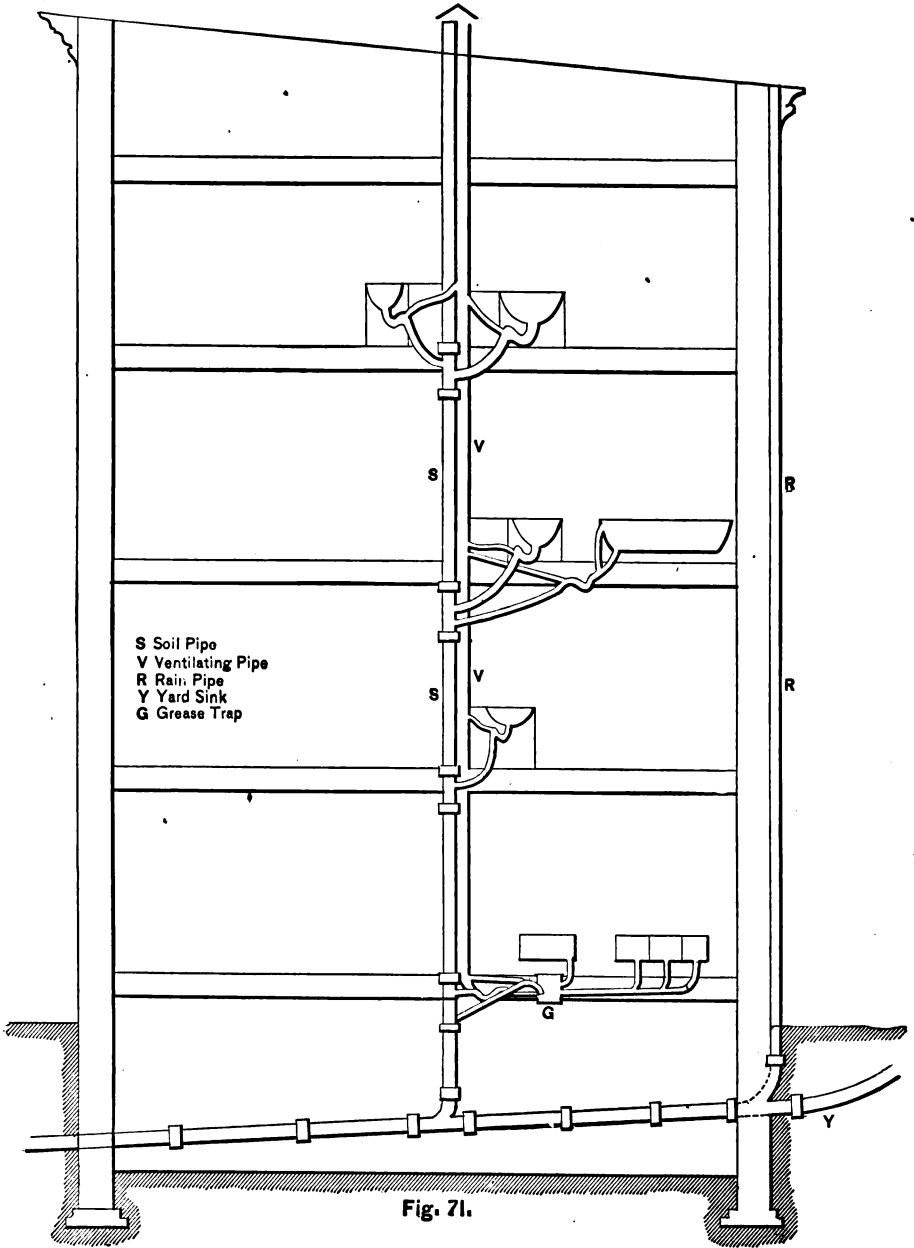 V
S
R
S Soil Pipe
V Ventilating Pipe
R Rain Pipe
Y Yard Sink
G Grease Trap
V
S
R
G
Y
Fig. 71.